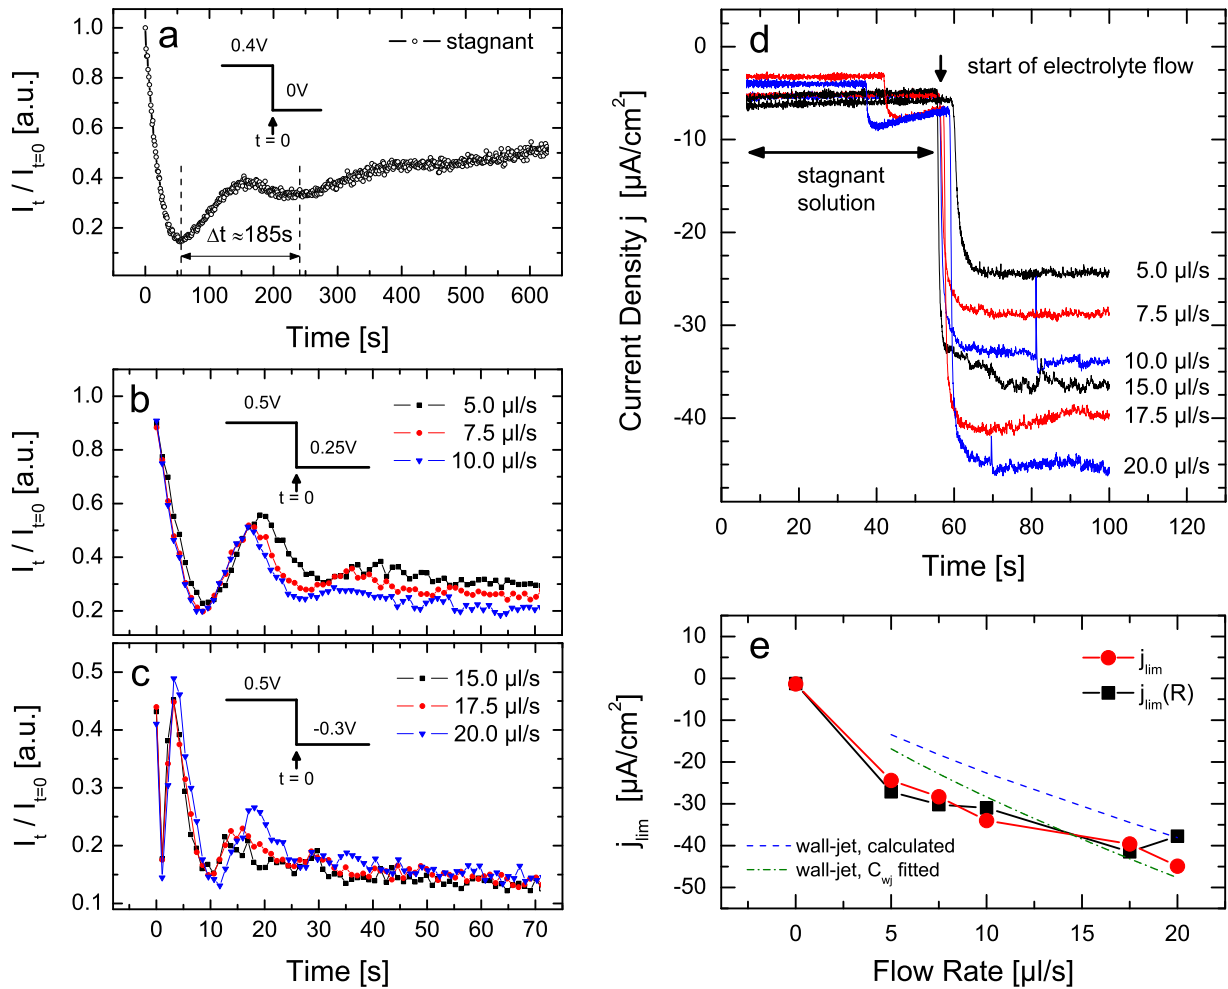 a
stagnant
0.4V
0V
t = 0
Δt ≈185s
1.0
0.8
0.6
0.4
0.2
I_t / I_{t=0} [a.u.]
0 100 200 300 400 500 600
Time [s]
b
0.5V
0.25V
t = 0
5.0 µl/s
7.5 µl/s
10.0 µl/s
1.0
0.8
0.6
0.4
0.2
I_t / I_{t=0} [a.u.]
c
0.5V
-0.3V
t = 0
15.0 µl/s
17.5 µl/s
20.0 µl/s
0.5
0.4
0.3
0.2
0.1
I_t / I_{t=0} [a.u.]
0 10 20 30 40 50 60 70
Time [s]
d
start of electrolyte flow
stagnant
solution
5.0 µl/s
7.5 µl/s
10.0 µl/s
15.0 µl/s
17.5 µl/s
20.0 µl/s
0
-10
-20
-30
-40
Current Density j [µA/cm²]
0 20 40 60 80 100 120
Time [s]
e
j_lim
j_lim(R)
wall-jet, calculated
wall-jet, C_wj fitted
10
0
-10
-20
-30
-40
-50
j_lim [µA/cm²]
0 5 10 15 20
Flow Rate [µl/s]